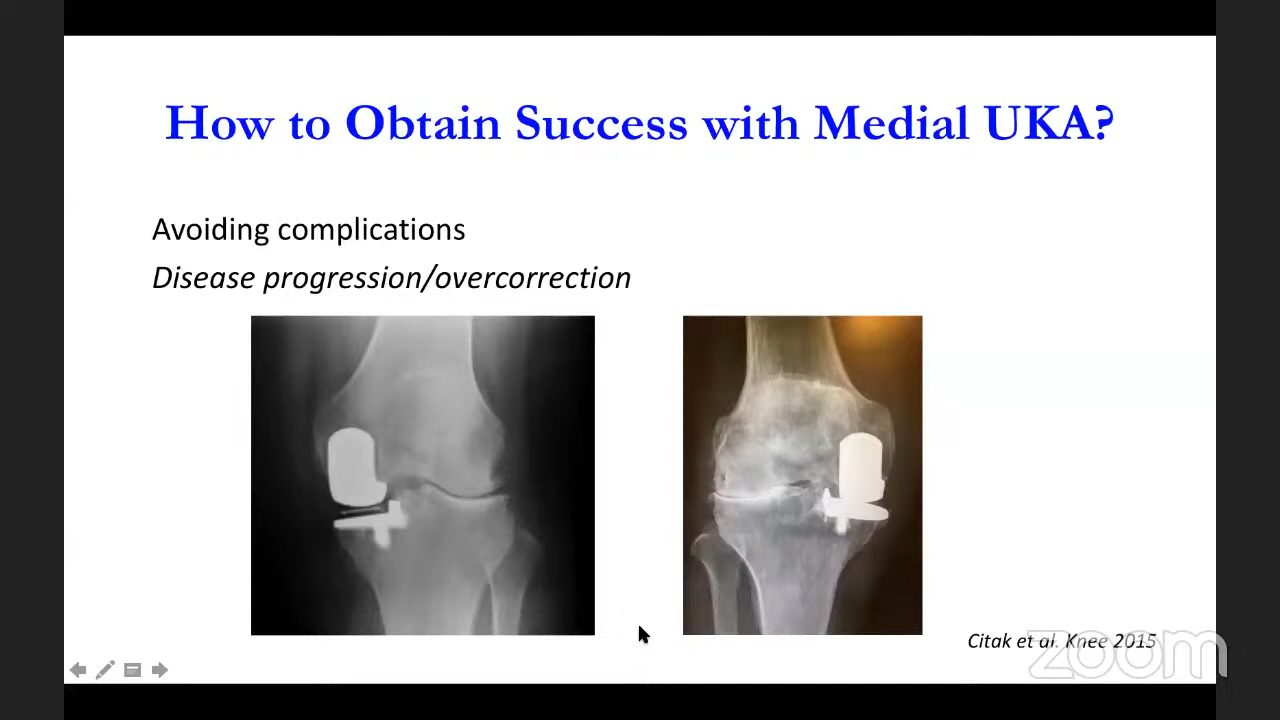 How to Obtain Success with Medial UKA?
Avoiding complications
Disease progression/overcorrection
Citak et al. Knee 2015
zoom